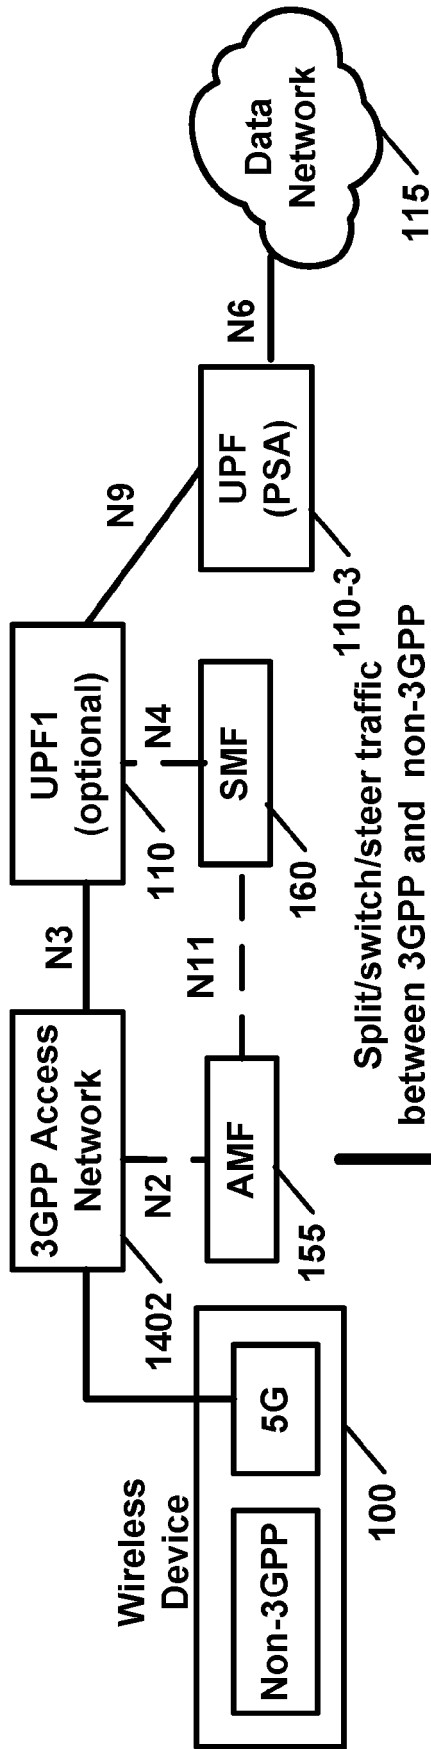 Wireless
Device
Non-3GPP
5G
100
3GPP Access
Network
1402
N2
AMF
155
N3
N11
UPF1
(optional)
110
N4
SMF
160
N9
UPF
(PSA)
110-3
N6
Data
Network
115
Split/switch/steer traffic
between 3GPP and non-3GPP